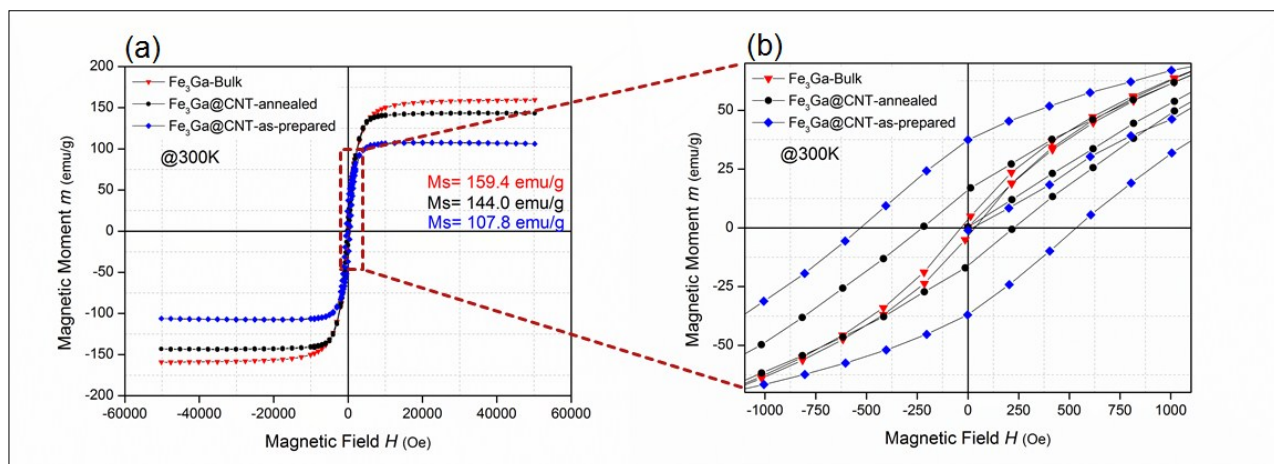 (a)
200
150
100
50
0
-50
-100
-150
-200
Magnetic Moment m (emu/g)
Fe₃Ga-Bulk
Fe₃Ga@CNT-annealed
Fe₃Ga@CNT-as-prepared
@300K
Ms= 159.4 emu/g
Ms= 144.0 emu/g
Ms= 107.8 emu/g
-60000 -40000 -20000 0 20000 40000 60000
Magnetic Field H (Oe)
(b)
50
25
0
-25
-50
Magnetic Moment m (emu/g)
Fe₃Ga-Bulk
Fe₃Ga@CNT-annealed
Fe₃Ga@CNT-as-prepared
@300K
-1000 -750 -500 -250 0 250 500 750 1000
Magnetic Field H (Oe)